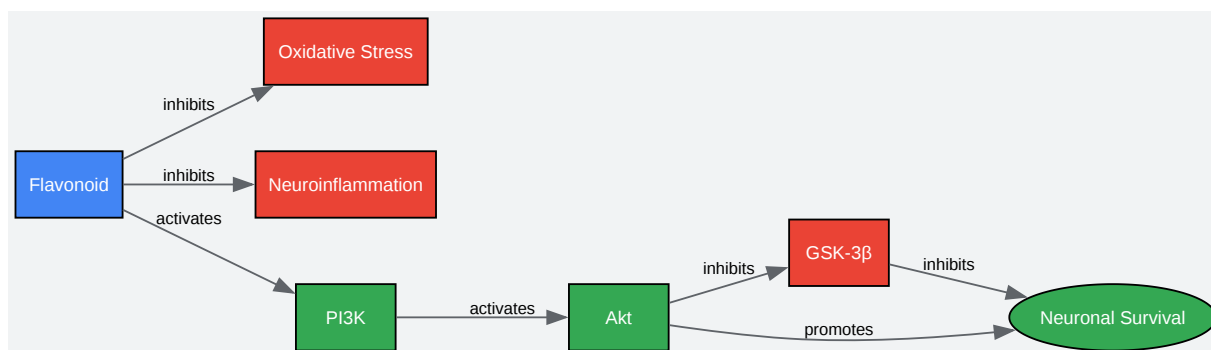 Oxidative Stress
inhibits
Flavonoid
inhibits
Neuroinflammation
activates
PI3K
activates
Akt
inhibits
GSK-3β
inhibits
promotes
Neuronal Survival